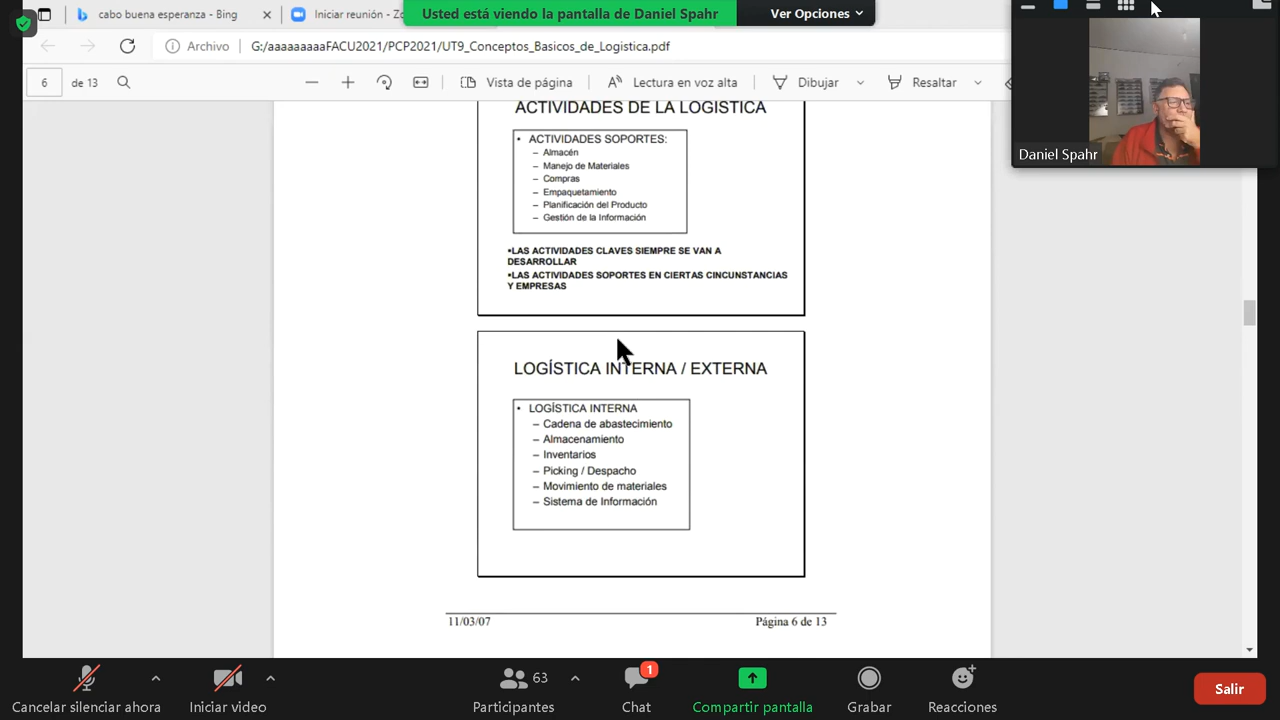 cabo buena esperanza - Bing
Iniciar reunión - Zo
Usted está viendo la pantalla de Daniel Spahr
Ver Opciones
Archivo
G:/aaaaaaaaaFACU2021/PCP2021/UT9_Conceptos_Basicos_de_Logistica.pdf
6
de 13
Vista de página
Lectura en voz alta
Dibujar
Resaltar
Daniel Spahr
ACTIVIDADES DE LA LOGÍSTICA
• ACTIVIDADES SOPORTES:
– Almacén
– Manejo de Materiales
– Compras
– Empaquetamiento
– Planificación del Producto
– Gestión de la Información
•LAS ACTIVIDADES CLAVES SIEMPRE SE VAN A
DESARROLLAR
•LAS ACTIVIDADES SOPORTES EN CIERTAS CINCUNSTANCIAS
Y EMPRESAS
LOGÍSTICA INTERNA / EXTERNA
• LOGÍSTICA INTERNA
– Cadena de abastecimiento
– Almacenamiento
– Inventarios
– Picking / Despacho
– Movimiento de materiales
– Sistema de Información
11/03/07
Página 6 de 13
63
1
Cancelar silenciar ahora
Iniciar video
Participantes
Chat
Compartir pantalla
Grabar
Reacciones
Salir